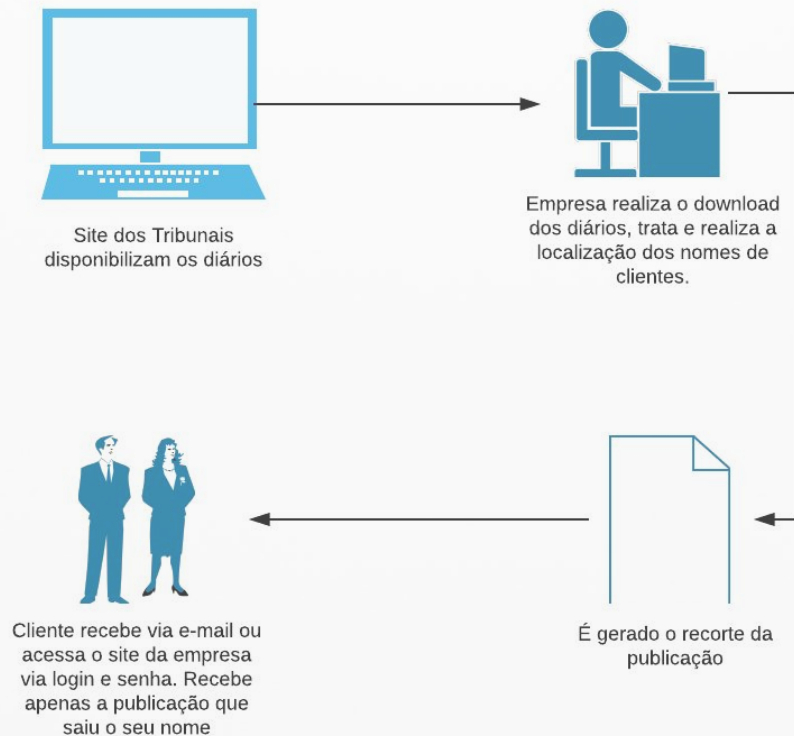 Site dos Tribunais
disponibilizam os diários
Empresa realiza o download
dos diários, trata e realiza a
localização dos nomes de
clientes.
É gerado o recorte da
publicação
Cliente recebe via e-mail ou
acessa o site da empresa
via login e senha. Recebe
apenas a publicação que
saiu o seu nome